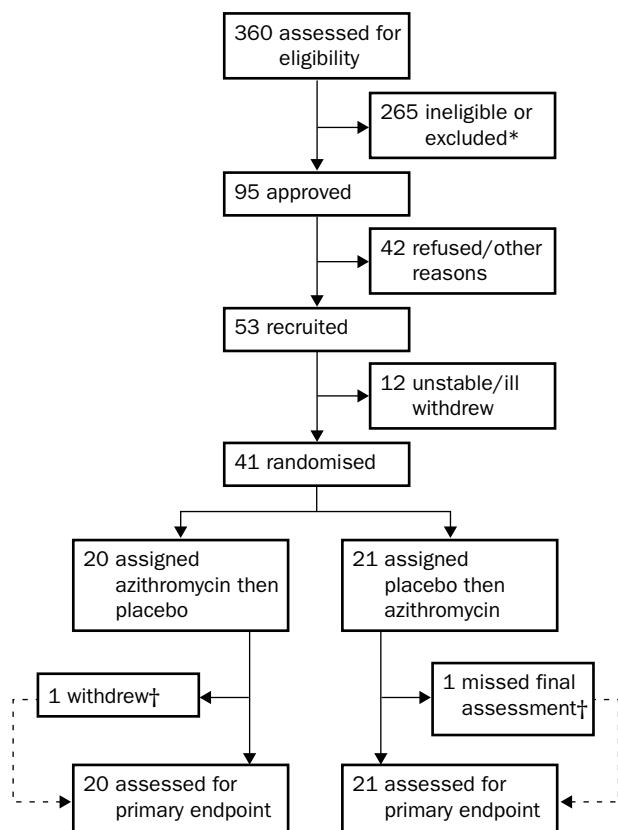 360 assessed for
eligibility
265 ineligible or
excluded*
95 approved
42 refused/other
reasons
53 recruited
12 unstable/ill
withdrew
41 randomised
20 assigned
azithromycin then
placebo
21 assigned
placebo then
azithromycin
1 withdrew†
1 missed final
assessment†
20 assessed for
primary endpoint
21 assessed for
primary endpoint